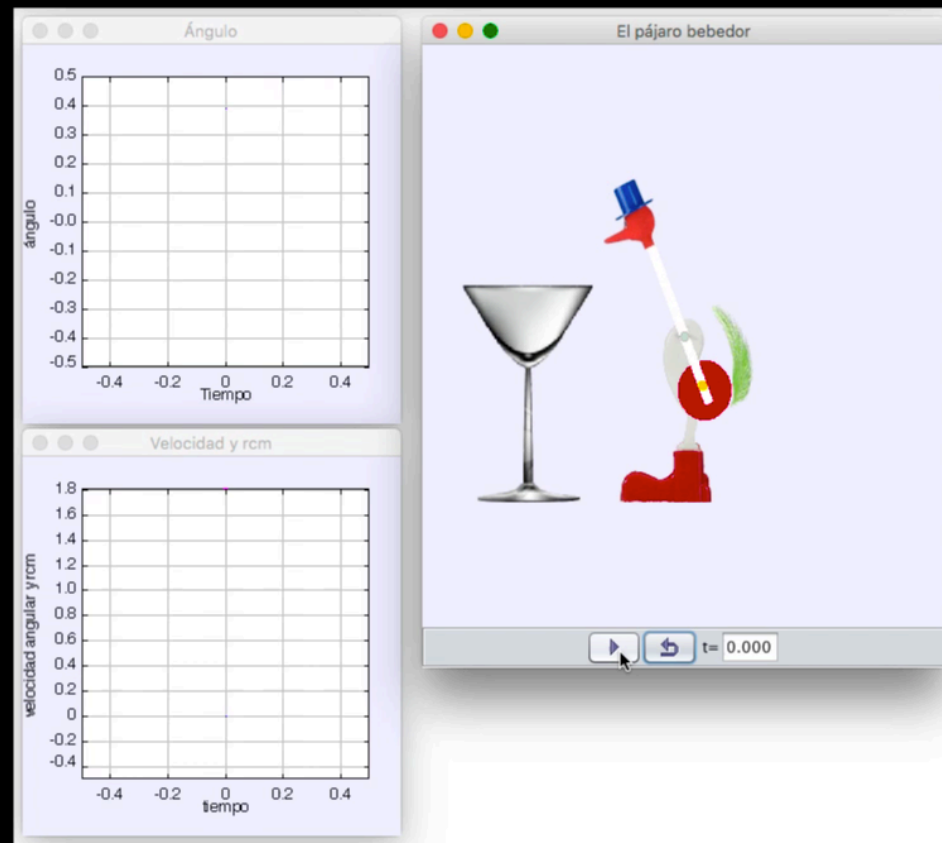 Ángulo
0.5
0.4
0.3
0.2
0.1
-0.0
-0.1
-0.2
-0.3
-0.4
-0.5
ángulo
-0.4 -0.2 0 0.2 0.4
Tiempo
Velocidad y rcm
1.8
1.6
1.4
1.2
1.0
0.8
0.6
0.4
0.2
0
-0.2
-0.4
velocidad angular y rcm
-0.4 -0.2 0 0.2 0.4
tiempo
El pájaro bebedor
t= 0.000